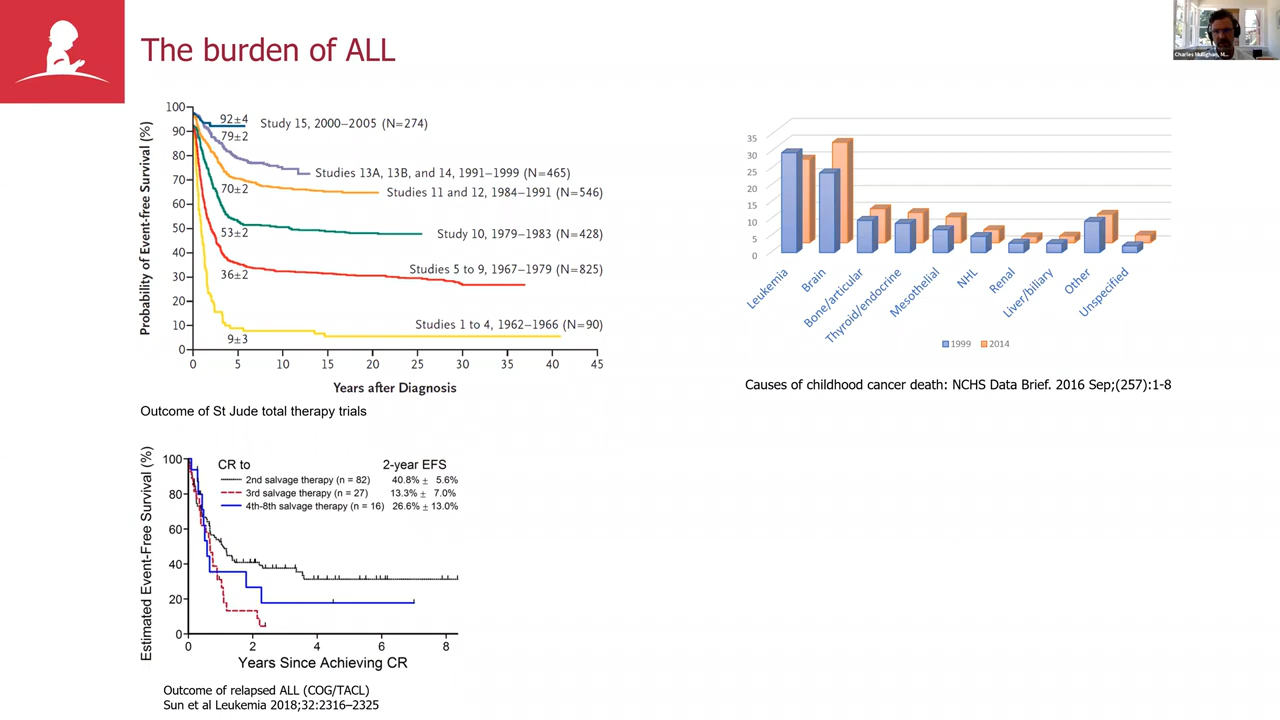 The burden of ALL
Charles Mullighan, M...
Probability of Event-free Survival (%)
100
90
80
70
60
50
40
30
20
10
0
92±4
79±2
70±2
53±2
36±2
9±3
Study 15, 2000–2005 (N=274)
Studies 13A, 13B, and 14, 1991–1999 (N=465)
Studies 11 and 12, 1984–1991 (N=546)
Study 10, 1979–1983 (N=428)
Studies 5 to 9, 1967–1979 (N=825)
Studies 1 to 4, 1962–1966 (N=90)
0 5 10 15 20 25 30 35 40 45
Years after Diagnosis
Outcome of St Jude total therapy trials
35
30
25
20
15
10
5
0
Leukemia
Brain
Bone/articular
Thyroid/endocrine
Mesothelial
NHL
Renal
Liver/biliary
Other
Unspecified
1999 2014
Causes of childhood cancer death: NCHS Data Brief. 2016 Sep;(257):1-8
Estimated Event-Free Survival (%)
100
80
60
40
20
0
CR to 2-year EFS
2nd salvage therapy (n = 82) 40.8% ± 5.6%
3rd salvage therapy (n = 27) 13.3% ± 7.0%
4th-8th salvage therapy (n = 16) 26.6% ± 13.0%
0 2 4 6 8
Years Since Achieving CR
Outcome of relapsed ALL (COG/TACL)
Sun et al Leukemia 2018;32:2316–2325